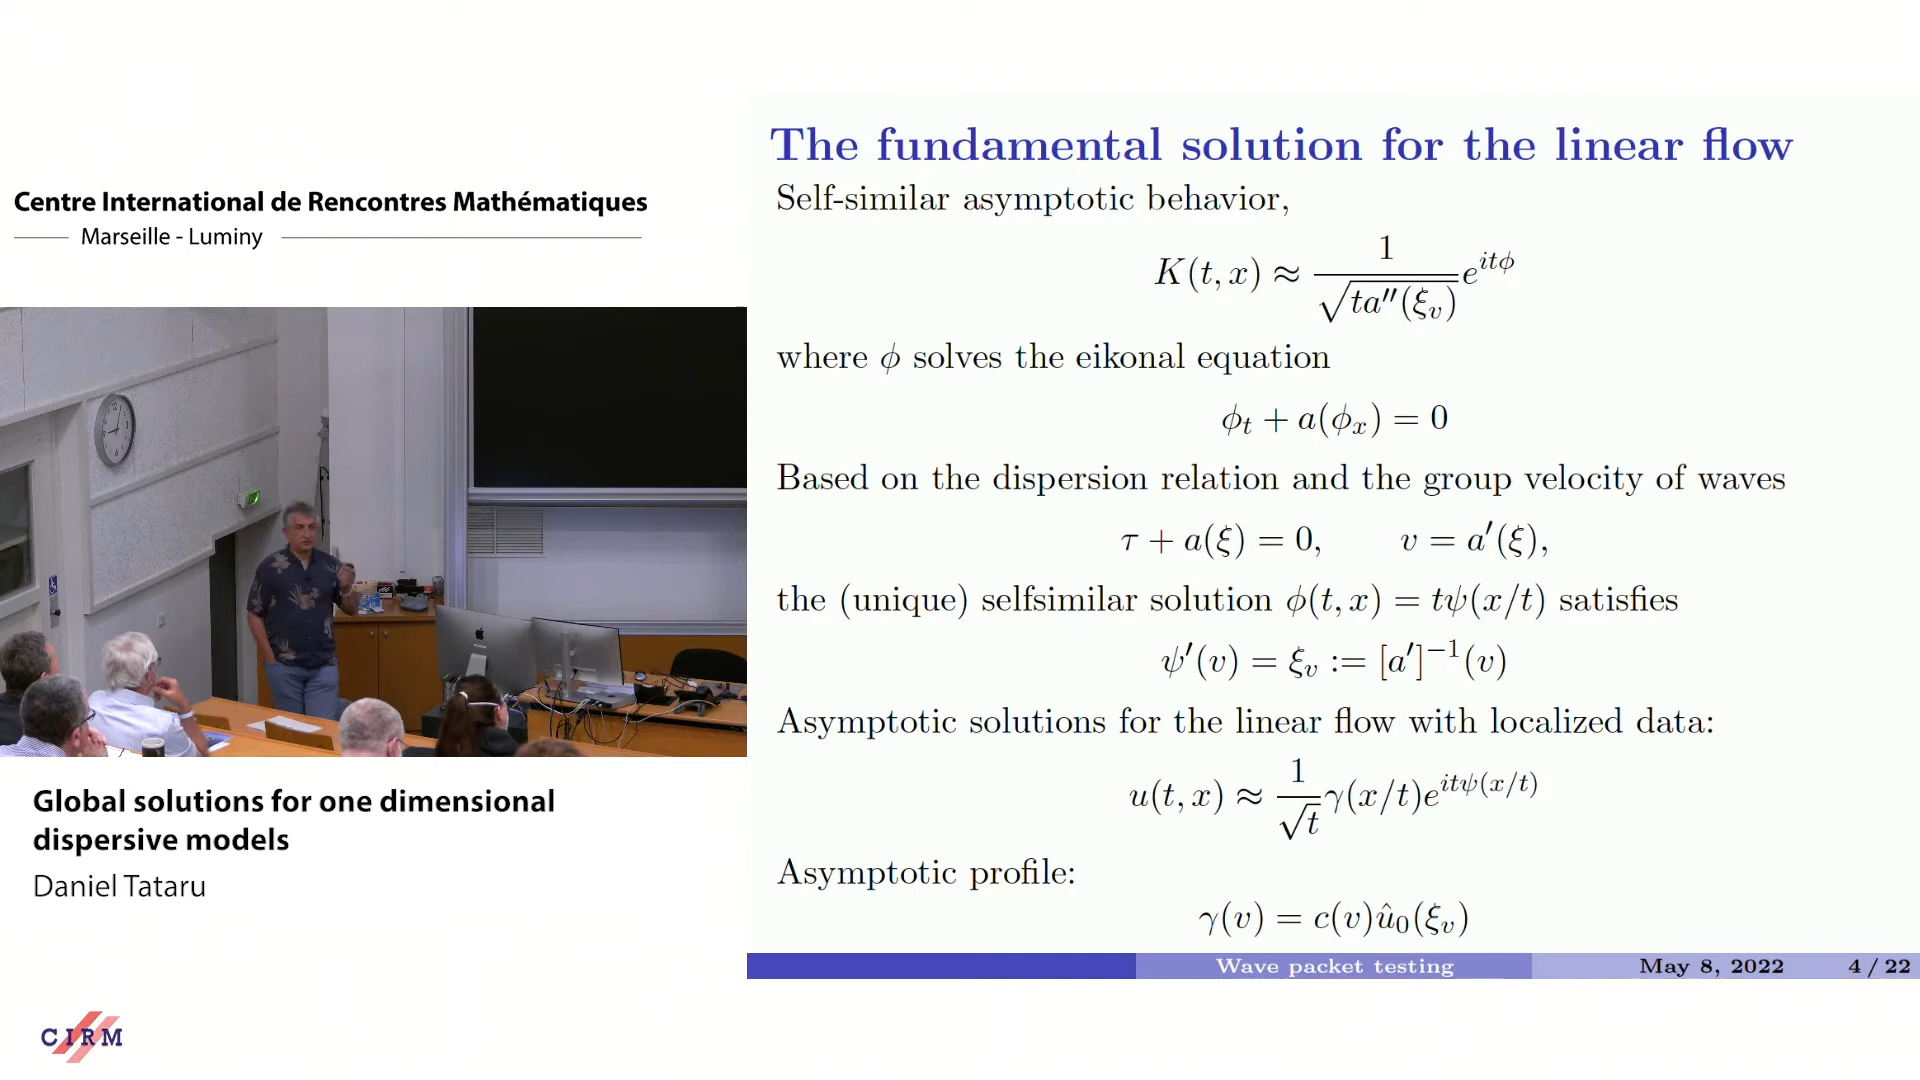 Centre International de Rencontres Mathématiques
Marseille - Luminy
Global solutions for one dimensional
dispersive models
Daniel Tataru
CIRM
The fundamental solution for the linear flow
Self-similar asymptotic behavior,
K(t, x) ≈ 1/√(ta″(ξ_v)) e^{itϕ}
where ϕ solves the eikonal equation
ϕ_t + a(ϕ_x) = 0
Based on the dispersion relation and the group velocity of waves
τ + a(ξ) = 0, v = a′(ξ),
the (unique) selfsimilar solution ϕ(t, x) = tψ(x/t) satisfies
ψ′(v) = ξ_v := [a′]^{-1}(v)
Asymptotic solutions for the linear flow with localized data:
u(t, x) ≈ 1/√t γ(x/t)e^{itψ(x/t)}
Asymptotic profile:
γ(v) = c(v)û_0(ξ_v)
Wave packet testing May 8, 2022 4 / 22